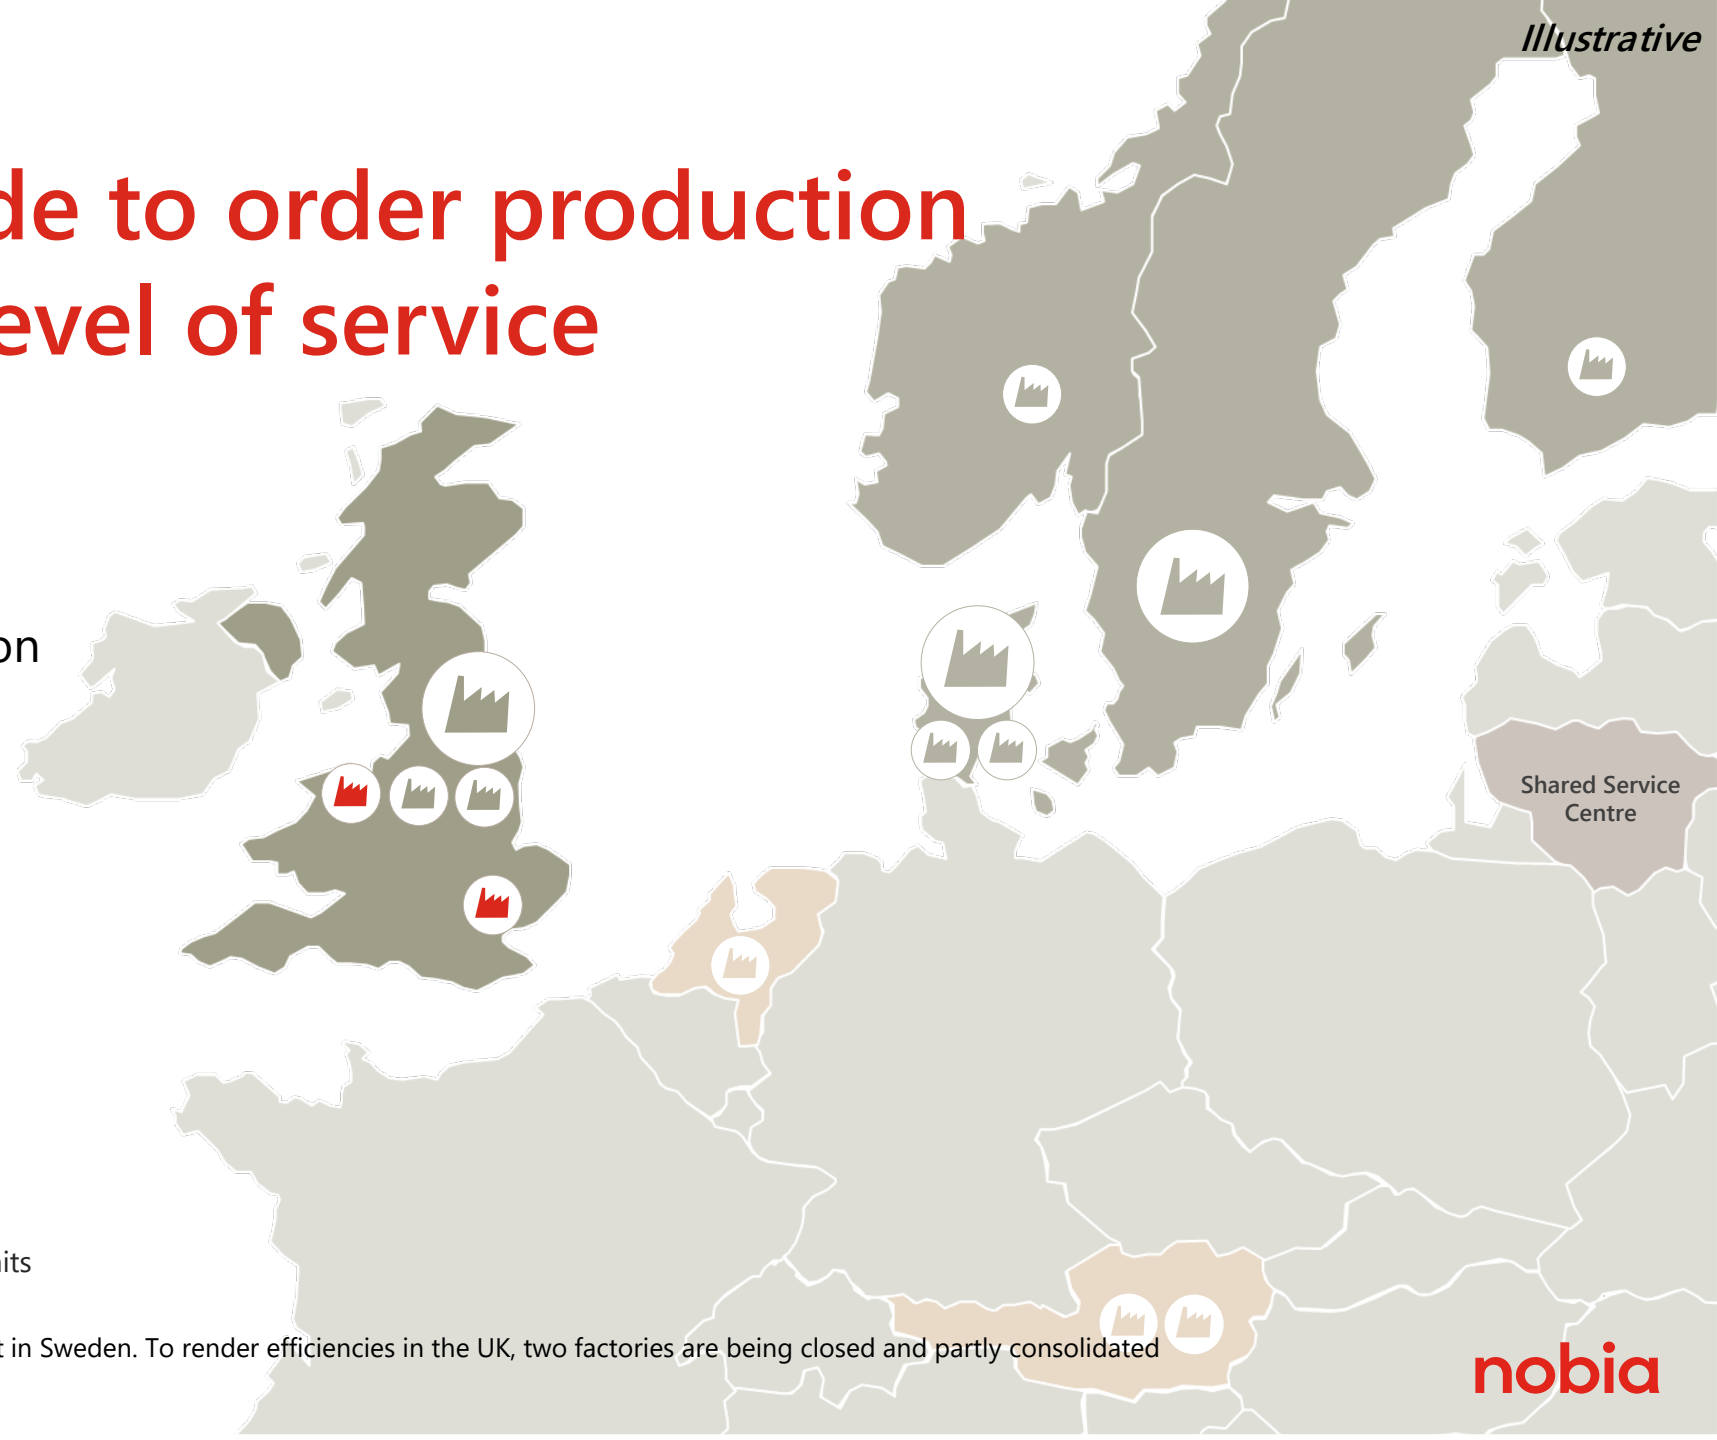 Illustrative
de to order production
evel of service
on
Shared Service
Centre
its
t in Sweden. To render efficiencies in the UK, two factories are being closed and partly consolidated
nobia